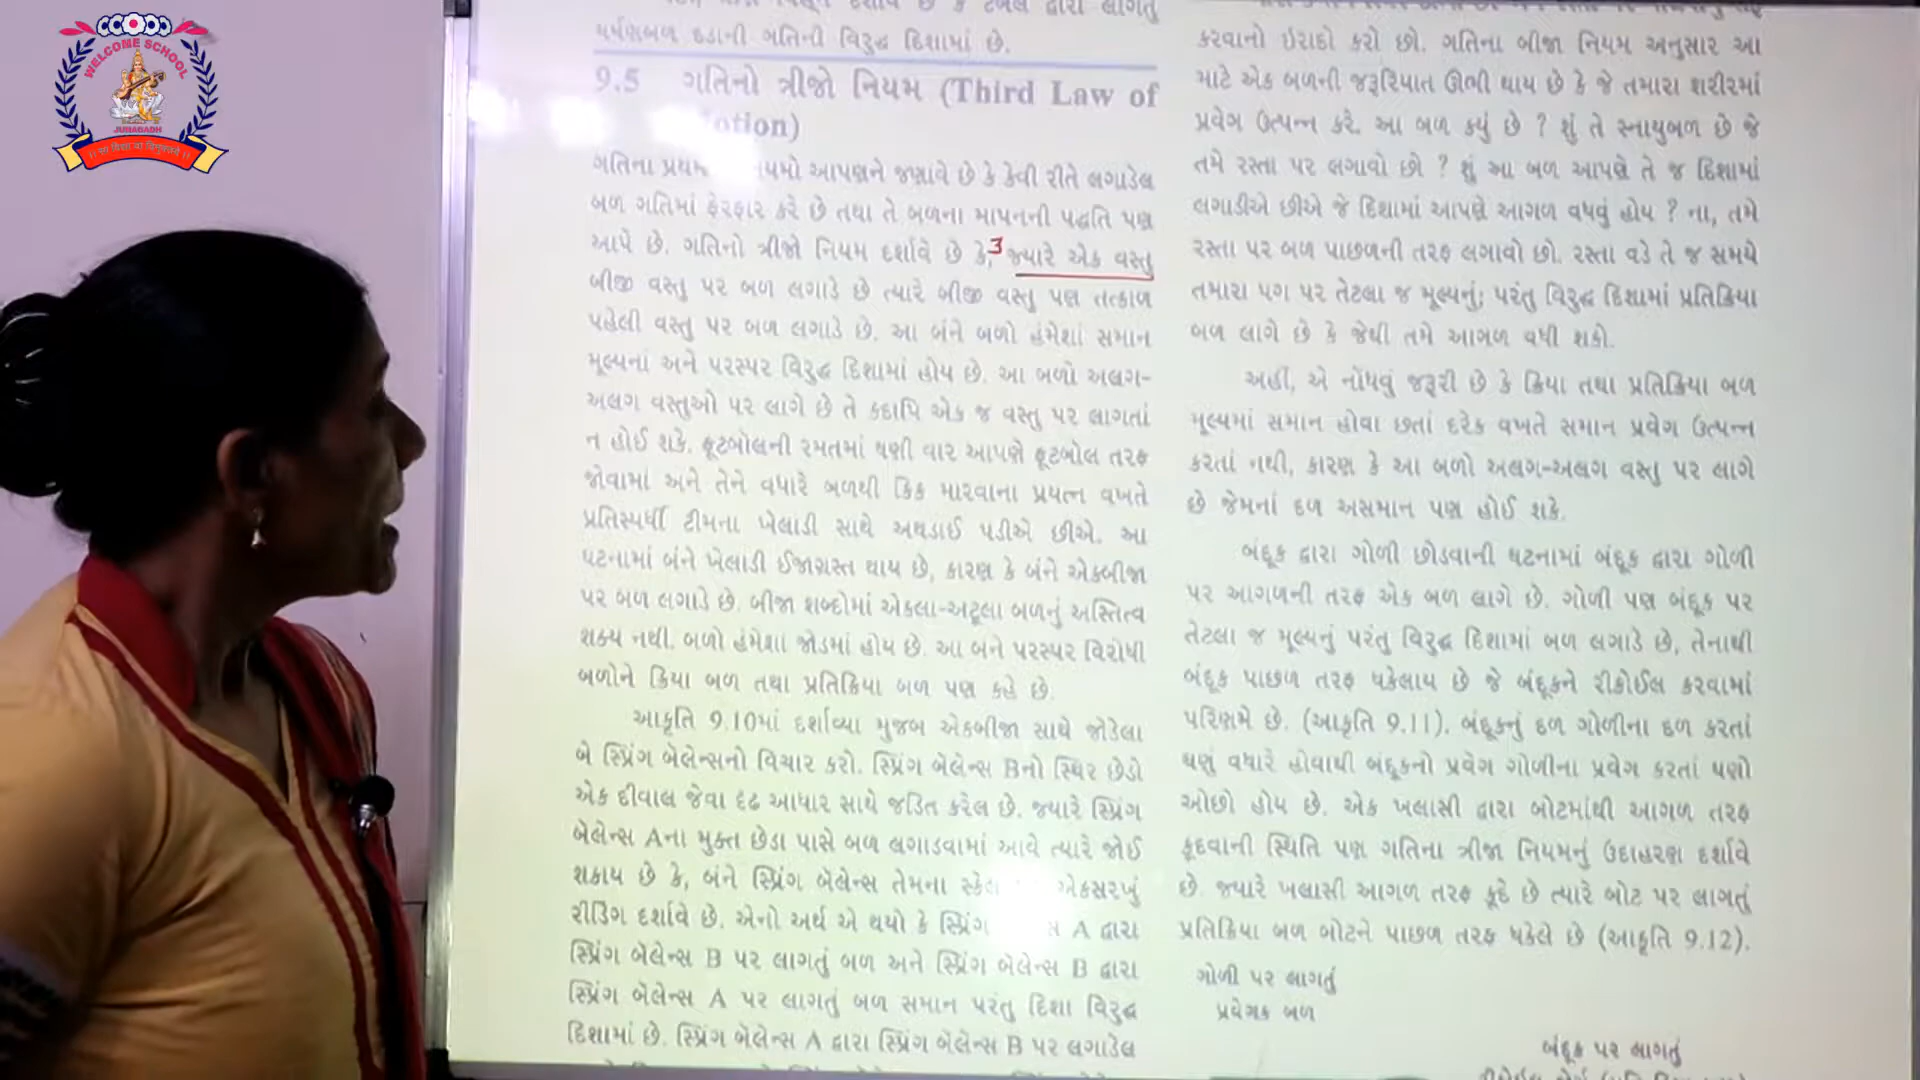 WELCOME SCHOOL
JUNAGADH
|| સા વિદ્યા યા વિમુક્તયે ||
ઘર્ષણબળ દડાની ગતિની વિરુદ્ધ દિશામાં છે.
9.5 ગતિનો ત્રીજો નિયમ (Third Law of
otion)
ગતિના પ્રથમ યમો આપણને જણાવે છે કે કેવી રીતે લગાડેલ
બળ ગતિમાં ફેરફાર કરે છે તથા તે બળના માપનની પદ્ધતિ પણ
આપે છે. ગતિનો ત્રીજો નિયમ દર્શાવે છે કે, 3 જ્યારે એક વસ્તુ
બીજી વસ્તુ પર બળ લગાડે છે ત્યારે બીજી વસ્તુ પણ તત્કાળ
પહેલી વસ્તુ પર બળ લગાડે છે. આ બંને બળો હંમેશાં સમાન
મૂલ્યનાં અને પરસ્પર વિરુદ્ધ દિશામાં હોય છે. આ બળો અલગ-
અલગ વસ્તુઓ પર લાગે છે તે કદાપિ એક જ વસ્તુ પર લાગતાં
ન હોઈ શકે. ફૂટબૉલની રમતમાં ઘણી વાર આપણે ફૂટબૉલ તરફ
જોવામાં અને તેને વધારે બળથી કિક મારવાના પ્રયત્ન વખતે
પ્રતિસ્પર્ધી ટીમના ખેલાડી સાથે અથડાઈ પડીએ છીએ. આ
ઘટનામાં બંને ખેલાડી ઈજાગ્રસ્ત થાય છે, કારણ કે બંને એકબીજા
પર બળ લગાડે છે. બીજા શબ્દોમાં એકલા-અટૂલા બળનું અસ્તિત્વ
શક્ય નથી. બળો હંમેશા જોડમાં હોય છે. આ બંને પરસ્પર વિરોધી
બળોને ક્રિયા બળ તથા પ્રતિક્રિયા બળ પણ કહે છે.
આકૃતિ 9.10માં દર્શાવ્યા મુજબ એકબીજા સાથે જોડેલા
બે સ્પ્રિંગ બૅલેન્સનો વિચાર કરો. સ્પ્રિંગ બૅલેન્સ Bનો સ્થિર છેડો
એક દીવાલ જેવા દૃઢ આધાર સાથે જડિત કરેલ છે. જ્યારે સ્પ્રિંગ
બૅલેન્સ Aના મુક્ત છેડા પાસે બળ લગાડવામાં આવે ત્યારે જોઈ
શકાય છે કે, બંને સ્પ્રિંગ બૅલેન્સ તેમના સ્કેલ એકસરખું
રીડિંગ દર્શાવે છે. એનો અર્થ એ થયો કે સ્પ્રિંગ સ A દ્વારા
સ્પ્રિંગ બૅલેન્સ B પર લાગતું બળ અને સ્પ્રિંગ બૅલેન્સ B દ્વારા
સ્પ્રિંગ બૅલેન્સ A પર લાગતું બળ સમાન પરંતુ દિશા વિરુદ્ધ
દિશામાં છે. સ્પ્રિંગ બૅલેન્સ A દ્વારા સ્પ્રિંગ બૅલેન્સ B પર લગાડેલ
કરવાનો ઇરાદો કરો છો. ગતિના બીજા નિયમ અનુસાર આ
માટે એક બળની જરૂરિયાત ઊભી થાય છે કે જે તમારા શરીરમાં
પ્રવેગ ઉત્પન્ન કરે. આ બળ કયું છે ? શું તે સ્નાયુબળ છે જે
તમે રસ્તા પર લગાવો છો ? શું આ બળ આપણે તે જ દિશામાં
લગાડીએ છીએ જે દિશામાં આપણે આગળ વધવું હોય ? ના, તમે
રસ્તા પર બળ પાછળની તરફ લગાવો છો. રસ્તા વડે તે જ સમયે
તમારા પગ પર તેટલા જ મૂલ્યનું; પરંતુ વિરુદ્ધ દિશામાં પ્રતિક્રિયા
બળ લાગે છે કે જેથી તમે આગળ વધી શકો.
અહીં, એ નોંધવું જરૂરી છે કે ક્રિયા તથા પ્રતિક્રિયા બળ
મૂલ્યમાં સમાન હોવા છતાં દરેક વખતે સમાન પ્રવેગ ઉત્પન્ન
કરતાં નથી, કારણ કે આ બળો અલગ-અલગ વસ્તુ પર લાગે
છે જેમનાં દળ અસમાન પણ હોઈ શકે.
બંદૂક દ્વારા ગોળી છોડવાની ઘટનામાં બંદૂક દ્વારા ગોળી
પર આગળની તરફ એક બળ લાગે છે. ગોળી પણ બંદૂક પર
તેટલા જ મૂલ્યનું પરંતુ વિરુદ્ધ દિશામાં બળ લગાડે છે, તેનાથી
બંદૂક પાછળ તરફ ધકેલાય છે જે બંદૂકને રીકોઈલ કરવામાં
પરિણમે છે. (આકૃતિ 9.11). બંદૂકનું દળ ગોળીના દળ કરતાં
ઘણું વધારે હોવાથી બંદૂકનો પ્રવેગ ગોળીના પ્રવેગ કરતાં ઘણો
ઓછો હોય છે. એક ખલાસી દ્વારા બોટમાંથી આગળ તરફ
કૂદવાની સ્થિતિ પણ ગતિના ત્રીજા નિયમનું ઉદાહરણ દર્શાવે
છે. જ્યારે ખલાસી આગળ તરફ કૂદે છે ત્યારે બોટ પર લાગતું
પ્રતિક્રિયા બળ બોટને પાછળ તરફ ધકેલે છે (આકૃતિ 9.12).
ગોળી પર લાગતું
પ્રવેગક બળ
બંદૂક પર લાગતું